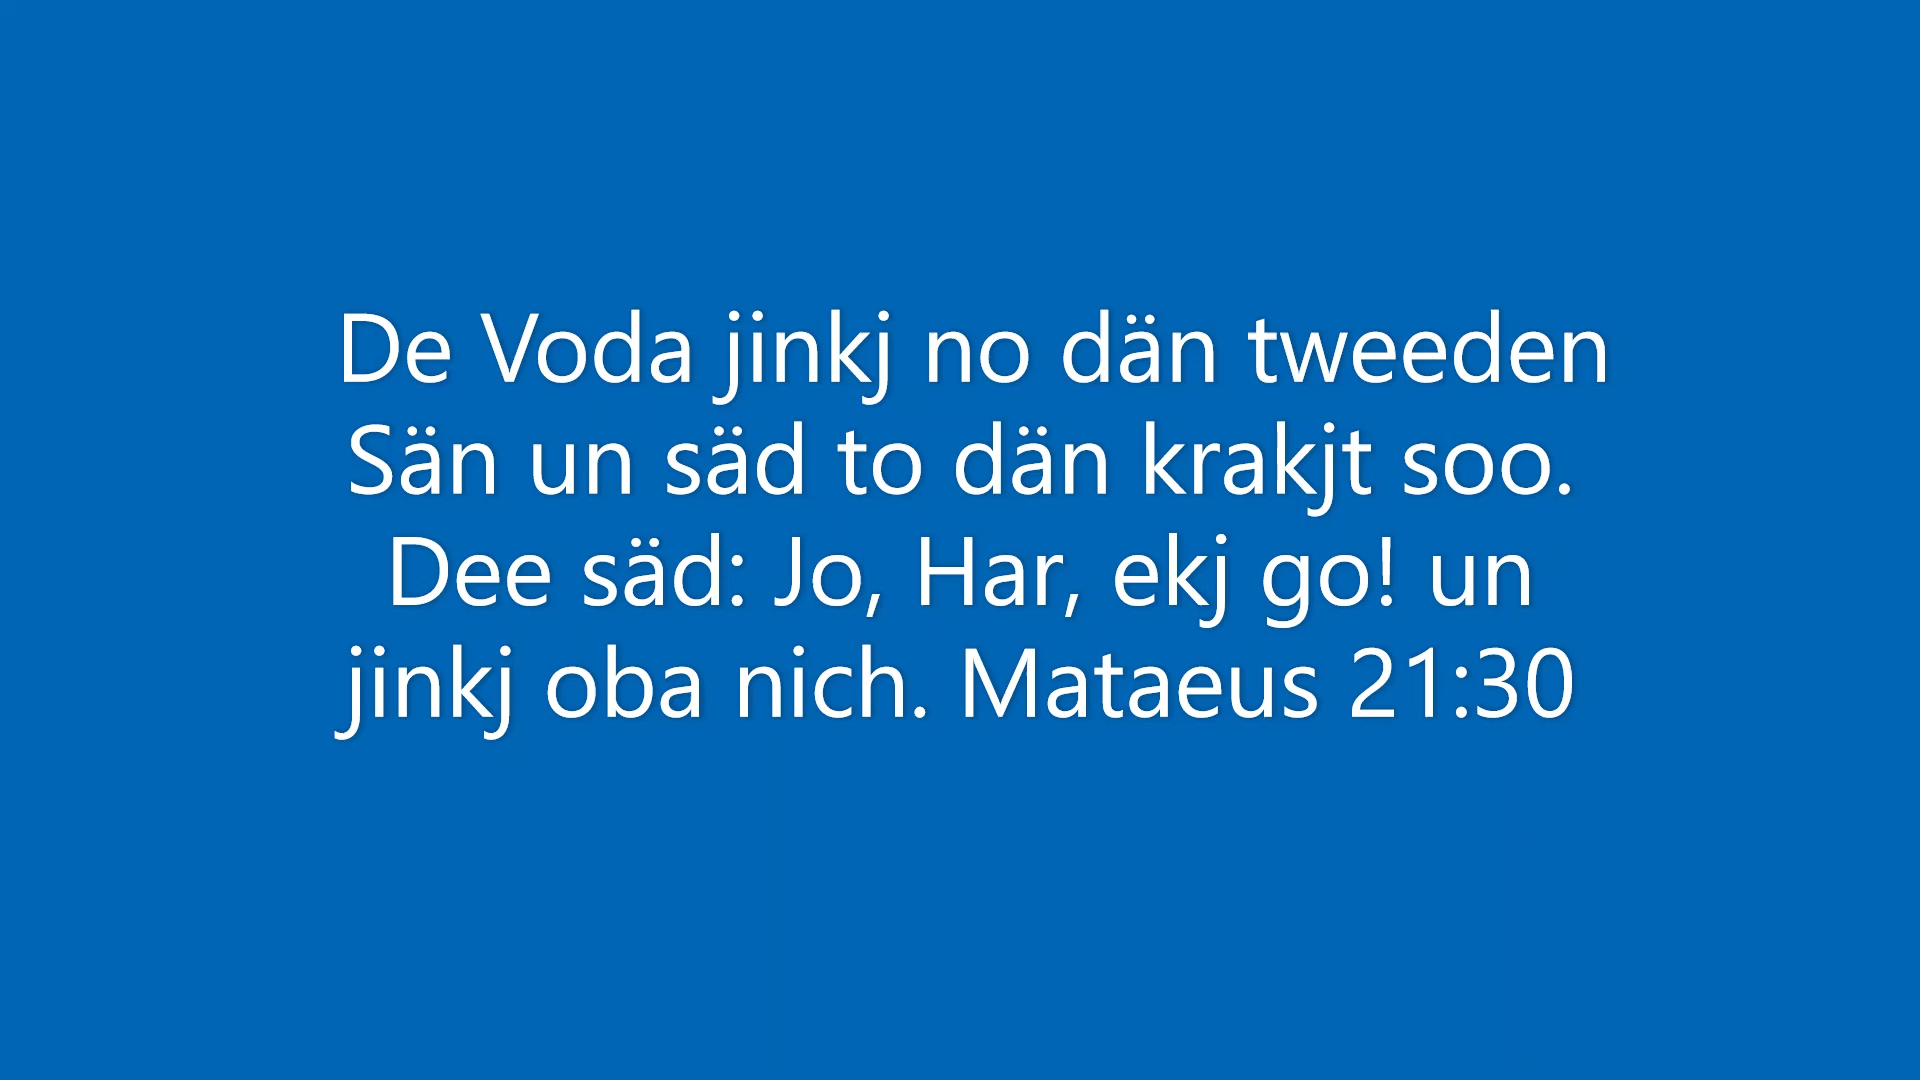 De Voda jinkj no dän tweeden
Sän un säd to dän krakjt soo.
Dee säd: Jo, Har, ekj go! un
jinkj oba nich. Mataeus 21:30